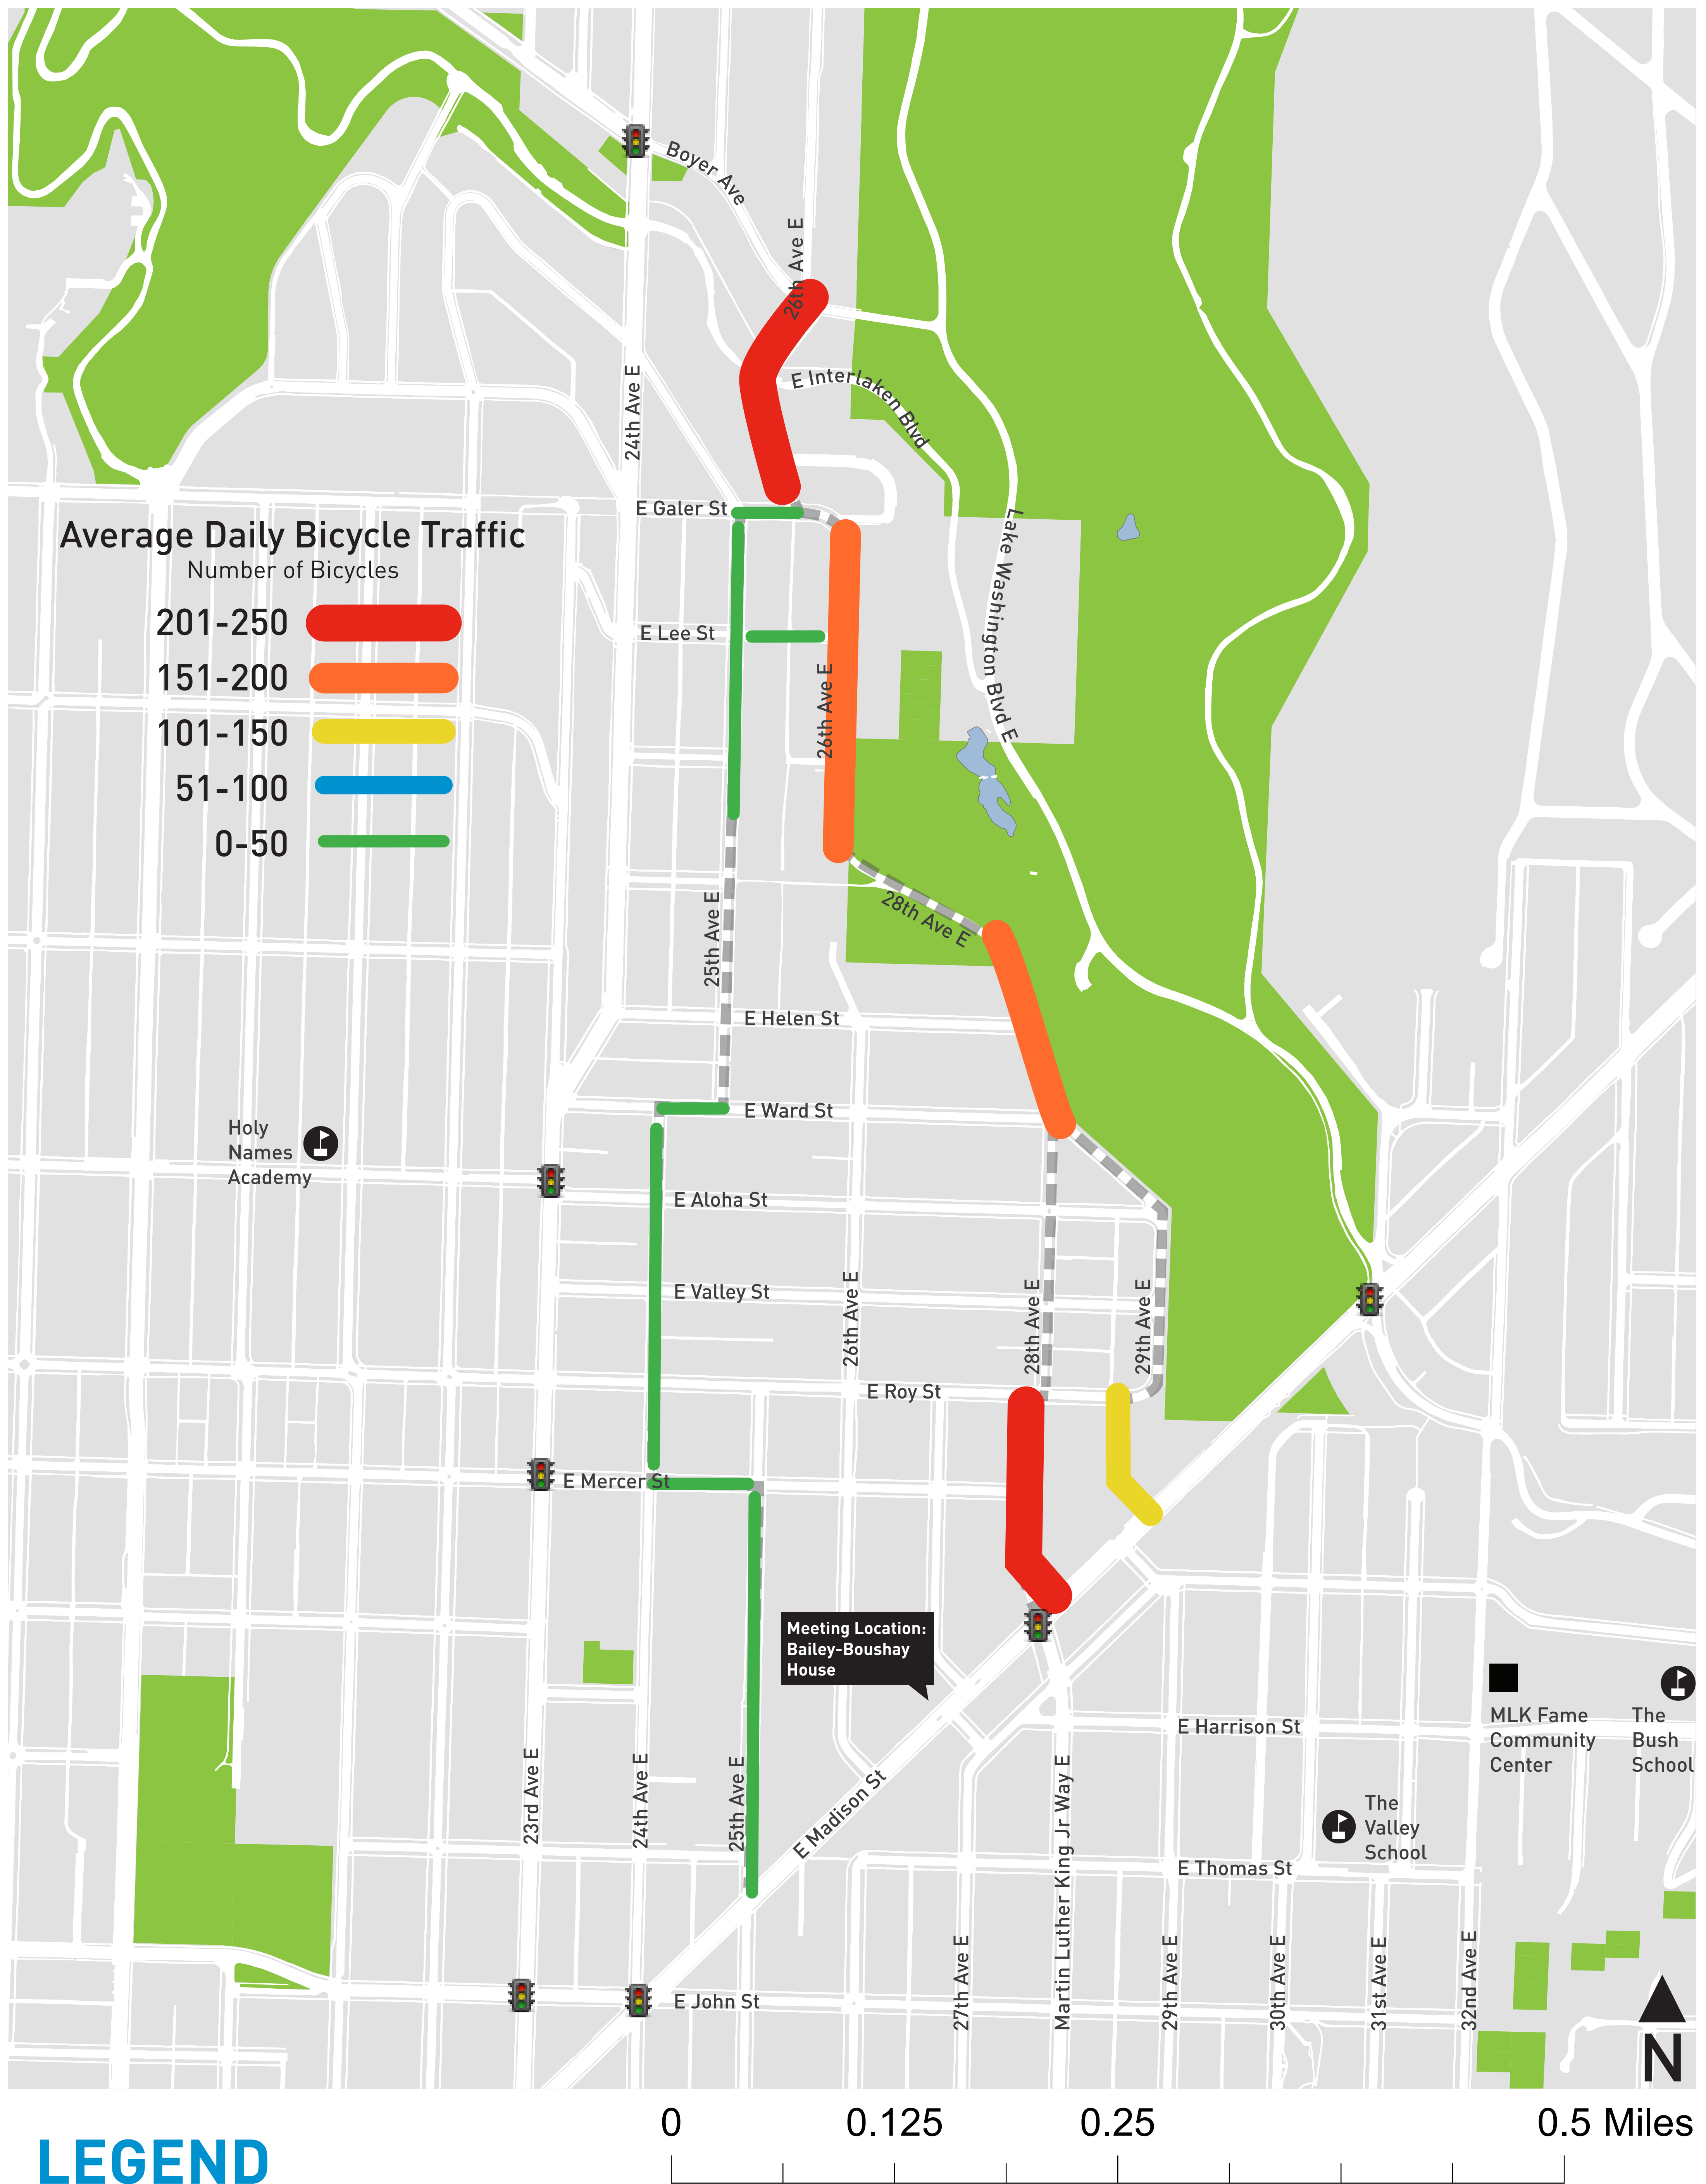 Boyer Ave
26th Ave E
E Interlaken Blvd
24th Ave E
E Galer St
Average Daily Bicycle Traffic
Number of Bicycles
201-250
151-200
101-150
51-100
0-50
Lake Washington Blvd E
E Lee St
26th Ave E
28th Ave E
25th Ave E
E Helen St
E Ward St
Holy
Names
Academy
E Aloha St
E Valley St
26th Ave E
28th Ave E
29th Ave E
E Roy St
E Mercer St
Meeting Location:
Bailey-Boushay
House
MLK Fame
Community
Center
The
Bush
School
E Harrison St
23rd Ave E
24th Ave E
25th Ave E
E Madison St
Martin Luther King Jr Way E
The
Valley
School
E Thomas St
27th Ave E
29th Ave E
30th Ave E
31st Ave E
32nd Ave E
E John St
N
0 0.125 0.25 0.5 Miles
LEGEND